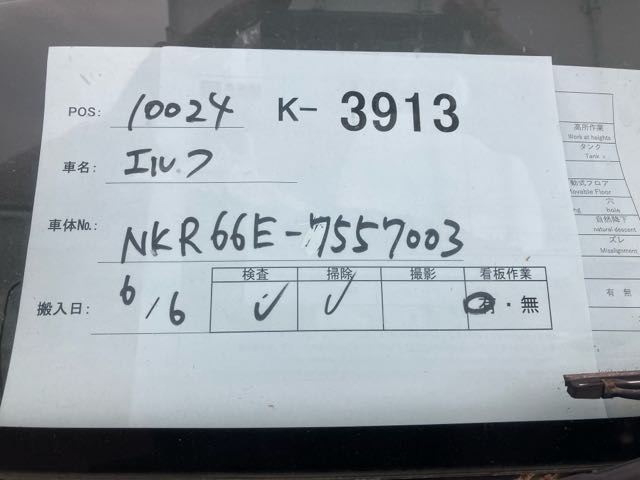 POS: 10024 K- 3913
車名: エルフ
車体No.: NKR66E-7557003
検査 掃除 撮影 看板作業
搬入日: 6/6 ✓ ✓ 有・無
高所作業
Work at heights
タンク
Tank
動式フロア
Movable Floor
穴
hole
自然降下
natural descent
ズレ
Misalignment
有 無